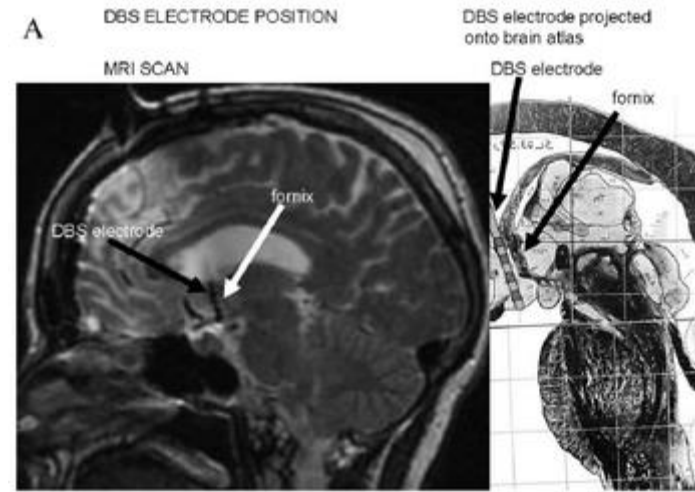 A
DBS ELECTRODE POSITION
MRI SCAN
DBS electrode
fornix
DBS electrode projected
onto brain atlas
DBS electrode
fornix